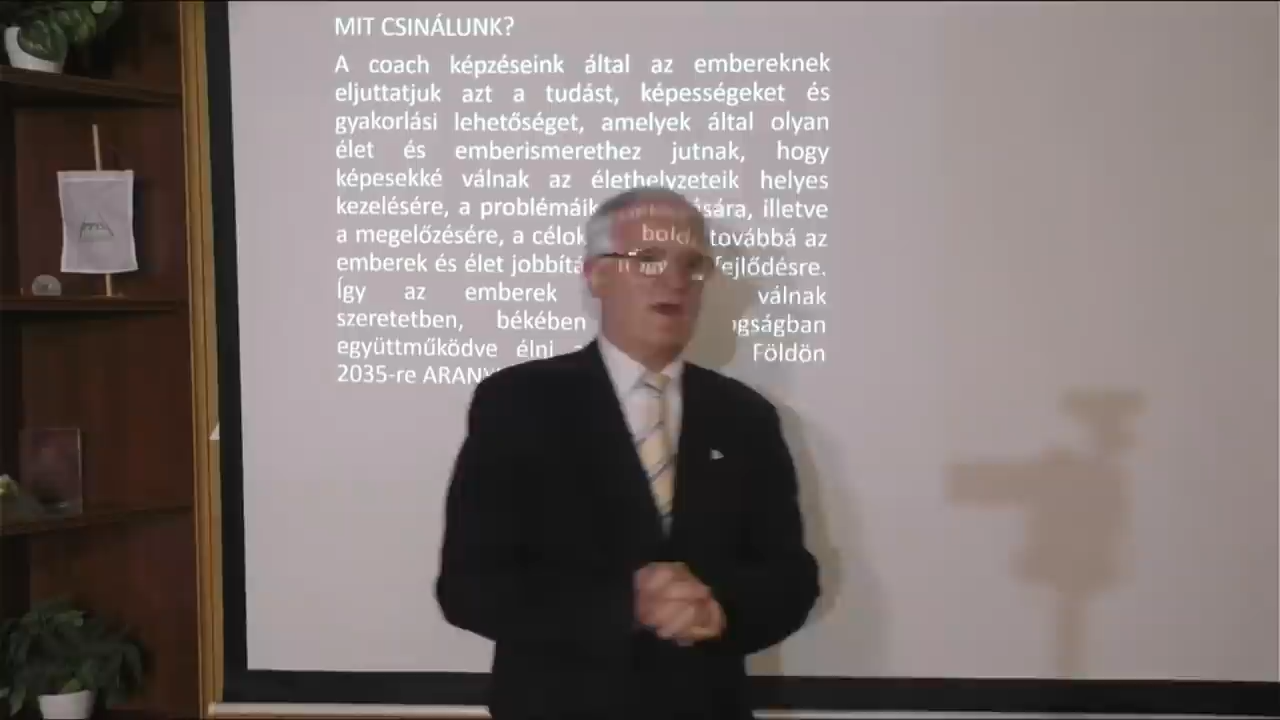 MIT CSINÁLUNK?
A coach képzéseink által az embereknek
eljuttatjuk azt a tudást, képességeket és
gyakorlási lehetőséget, amelyek által olyan
élet és emberismerethez jutnak, hogy
képesekké válnak az élethelyzeteik helyes
kezelésére, a problémáik illetve
a megelőzésére, a továbbá az
emberek és élet fejlődésre.
Így az emberek válnak
szeretetben, békében
együttműködve élni Földön
2035-re